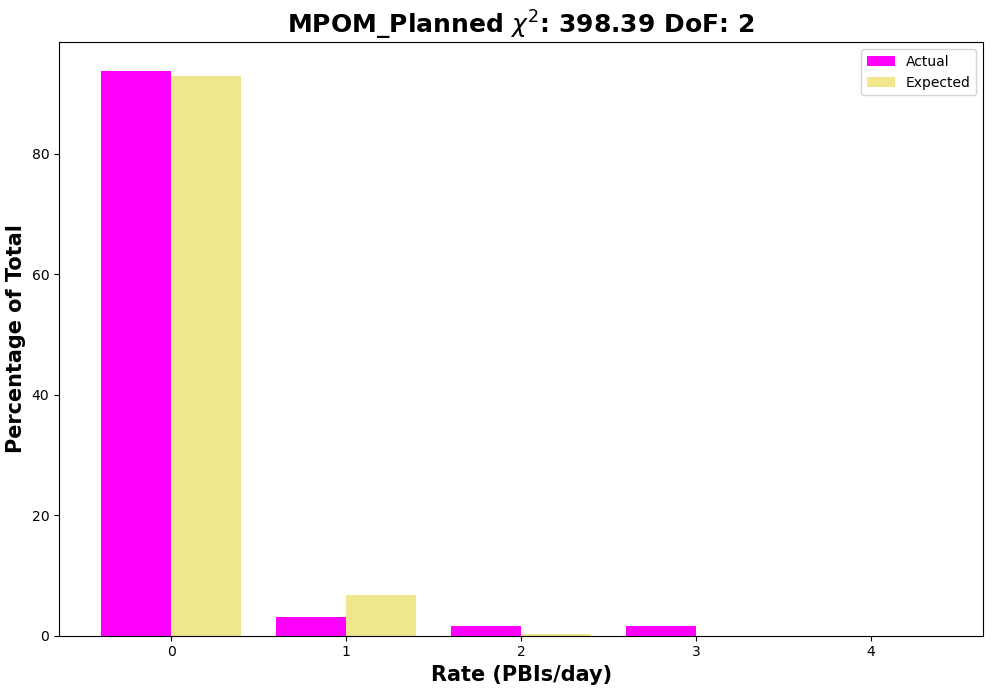 MPOM_Planned χ²: 398.39 DoF: 2
Actual
Expected
Percentage of Total
80
60
40
20
0
0 1 2 3 4
Rate (PBIs/day)